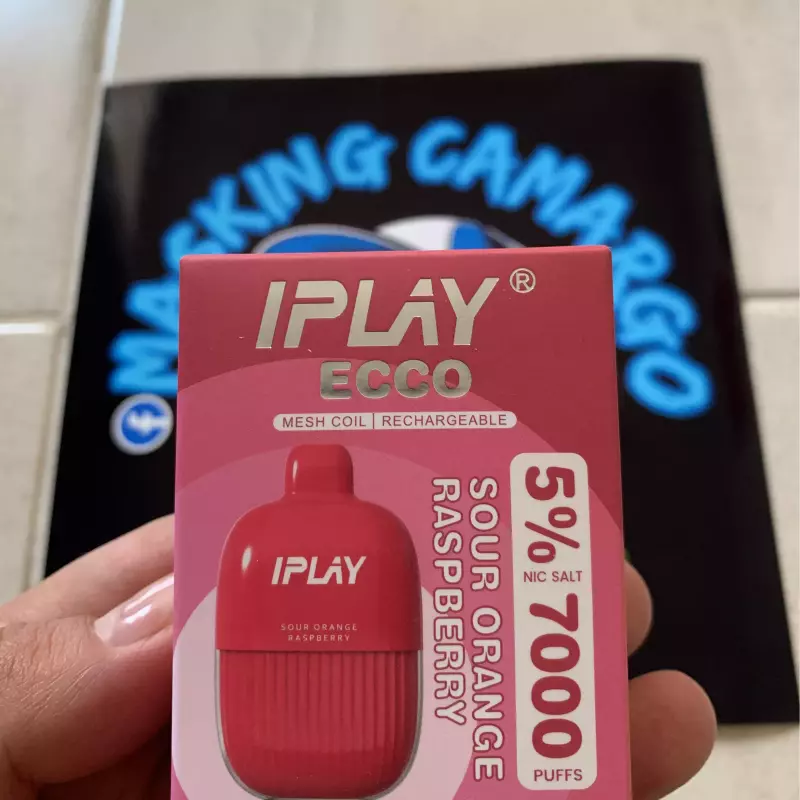 MASKING CAMARGO
f
IPLAY®
ECCO
MESH COIL | RECHARGEABLE
IPLAY
SOUR ORANGE
RASPBERRY
SOUR ORANGE
RASPBERRY
5%
NIC SALT
7000
PUFFS